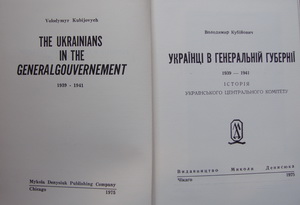 Volodymyr Kubijovych
THE UKRAINIANS
IN THE
GENERALGOUVERNEMENT
1939 - 1941
Mykola Denysiuk Publishing Company
Chicago 1975
Володимир Кубійович
УКРАЇНЦІ В ГЕНЕРАЛЬНІЙ ГУБЕРНІЇ
1939 — 1941
ІСТОРІЯ
УКРАЇНСЬКОГО ЦЕНТРАЛЬНОГО КОМІТЕТУ
Видавництво Миколи Денисюка
Чікаґо 1975